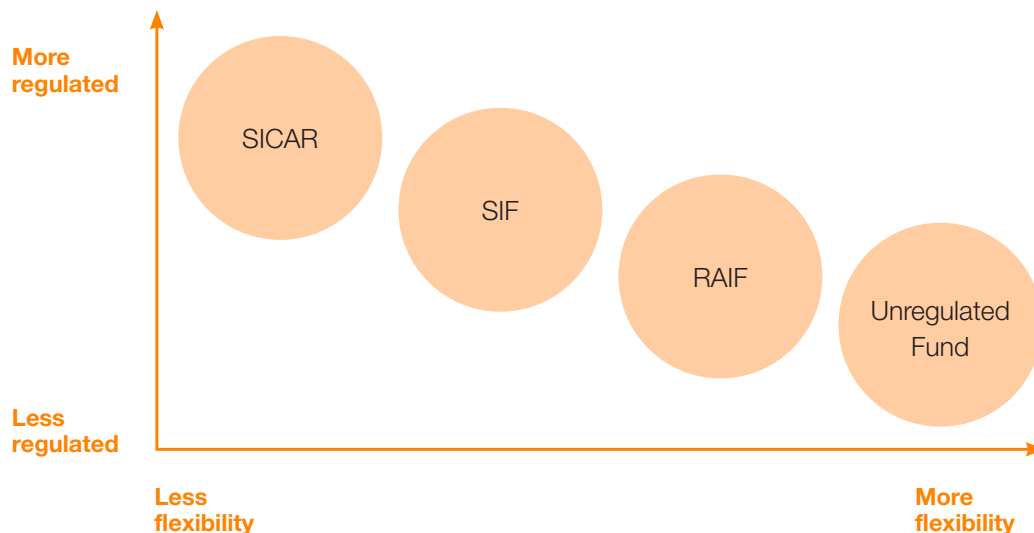 More
regulated
SICAR
SIF
RAIF
Unregulated
Fund
Less
regulated
Less
flexibility
More
flexibility